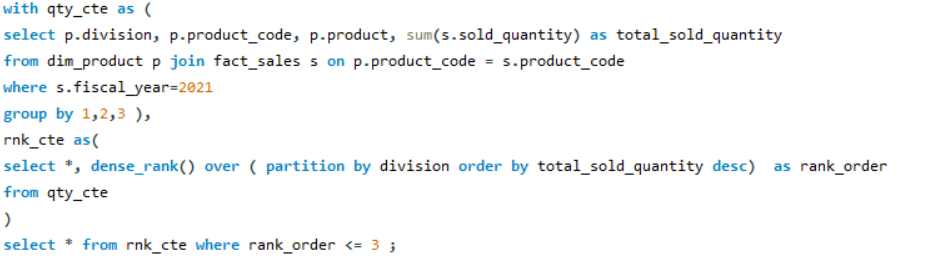 with qty_cte as (
select p.division, p.product_code, p.product, sum(s.sold_quantity) as total_sold_quantity
from dim_product p join fact_sales s on p.product_code = s.product_code
where s.fiscal_year=2021
group by 1,2,3 ),
rnk_cte as(
select *, dense_rank() over ( partition by division order by total_sold_quantity desc)  as rank_order
from qty_cte
)
select * from rnk_cte where rank_order <= 3 ;